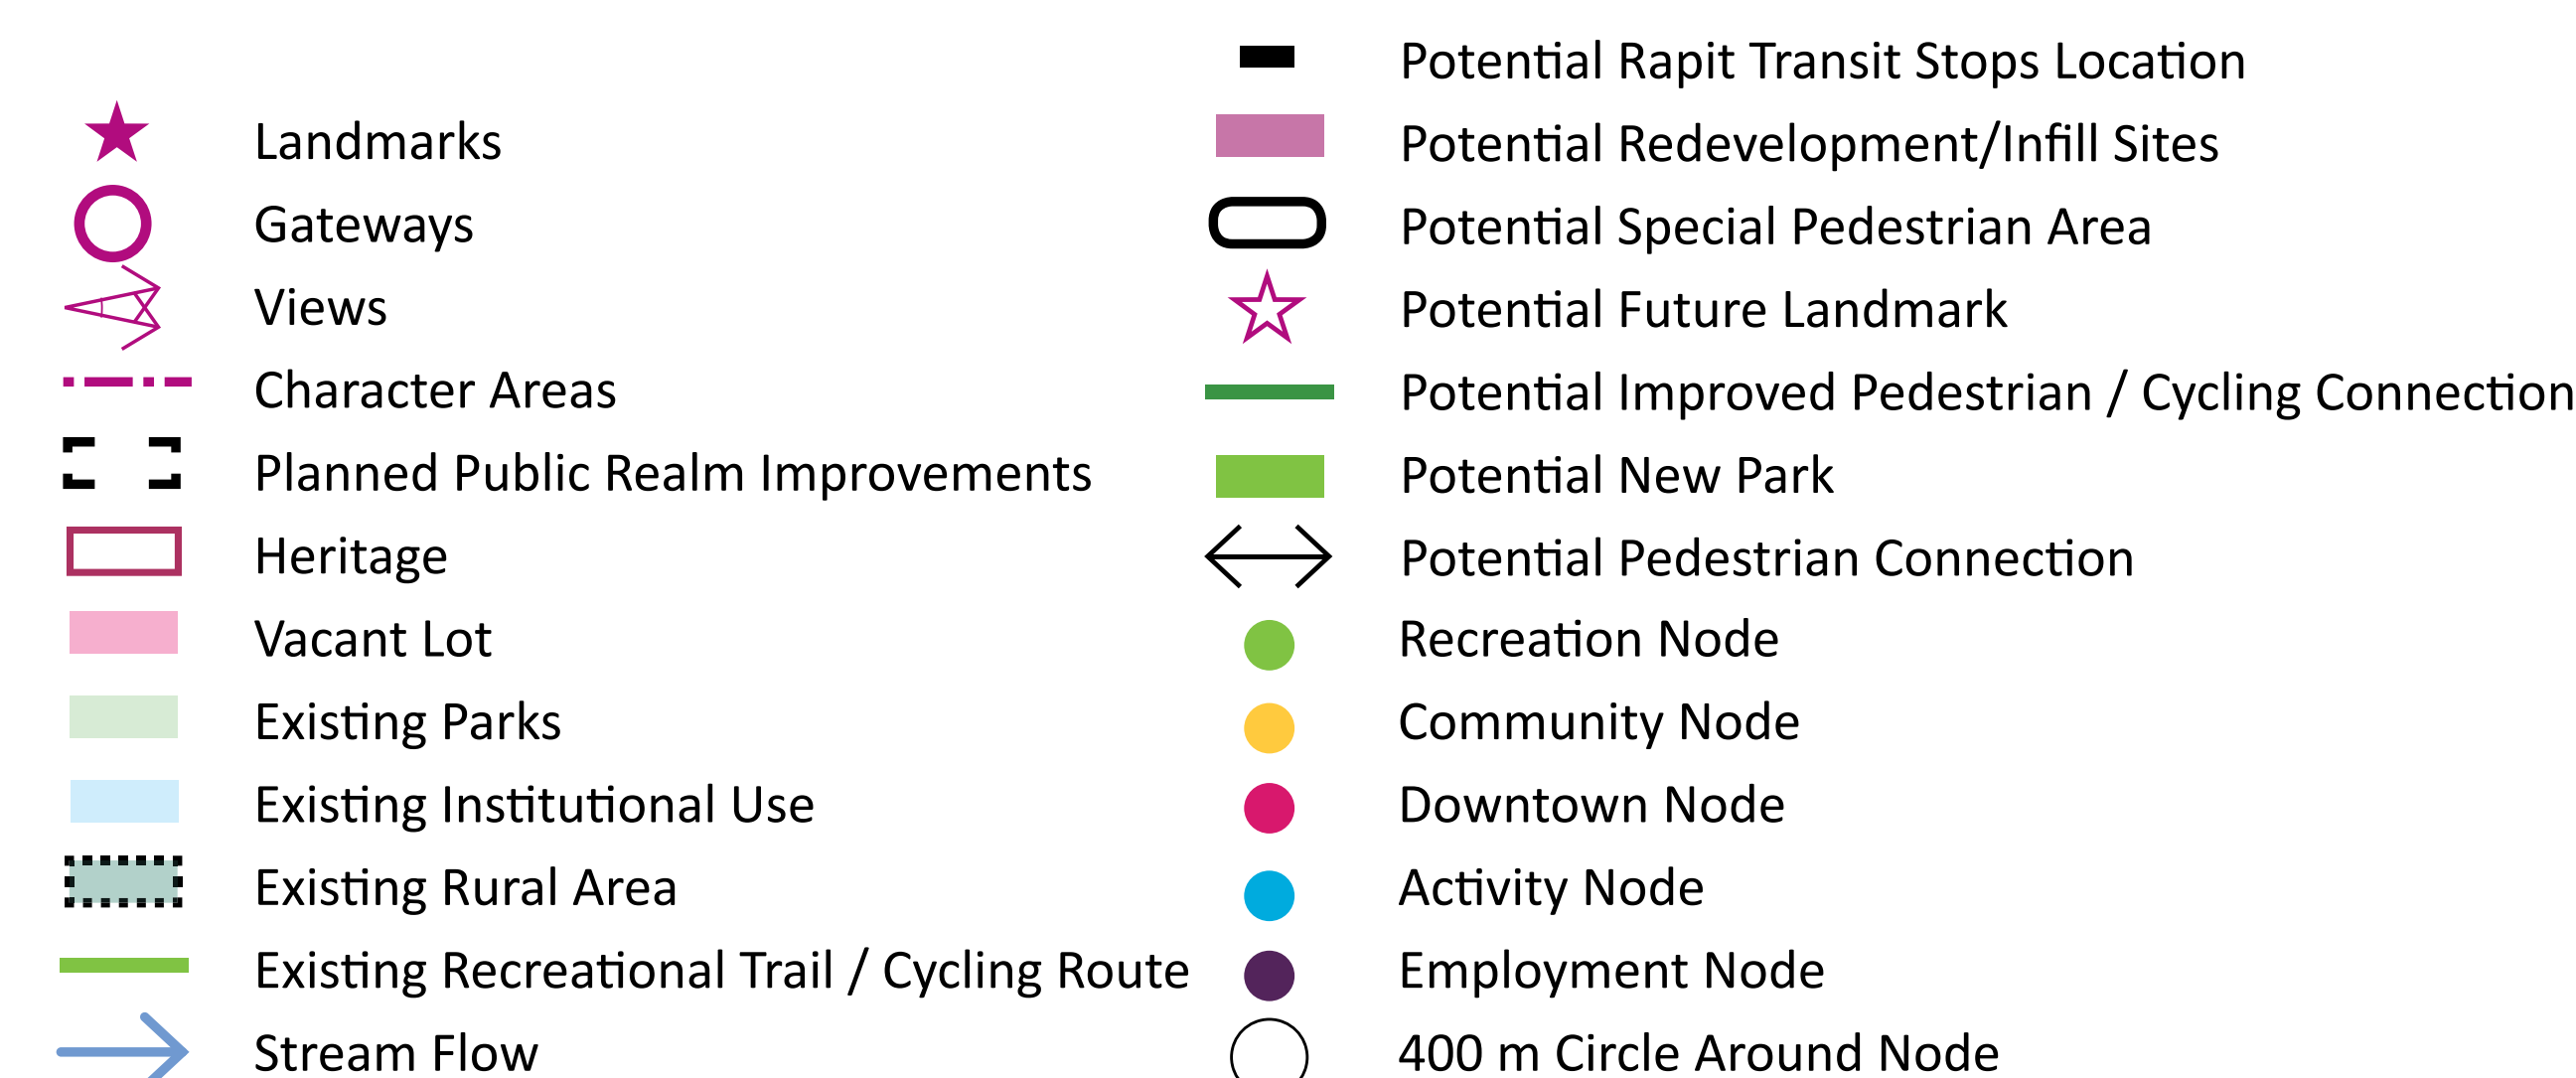 Landmarks
Gateways
Views
Character Areas
Planned Public Realm Improvements
Heritage
Vacant Lot
Existing Parks
Existing Institutional Use
Existing Rural Area
Existing Recreational Trail / Cycling Route
Stream Flow
Potential Rapit Transit Stops Location
Potential Redevelopment/Infill Sites
Potential Special Pedestrian Area
Potential Future Landmark
Potential Improved Pedestrian / Cycling Connection
Potential New Park
Potential Pedestrian Connection
Recreation Node
Community Node
Downtown Node
Activity Node
Employment Node
400 m Circle Around Node